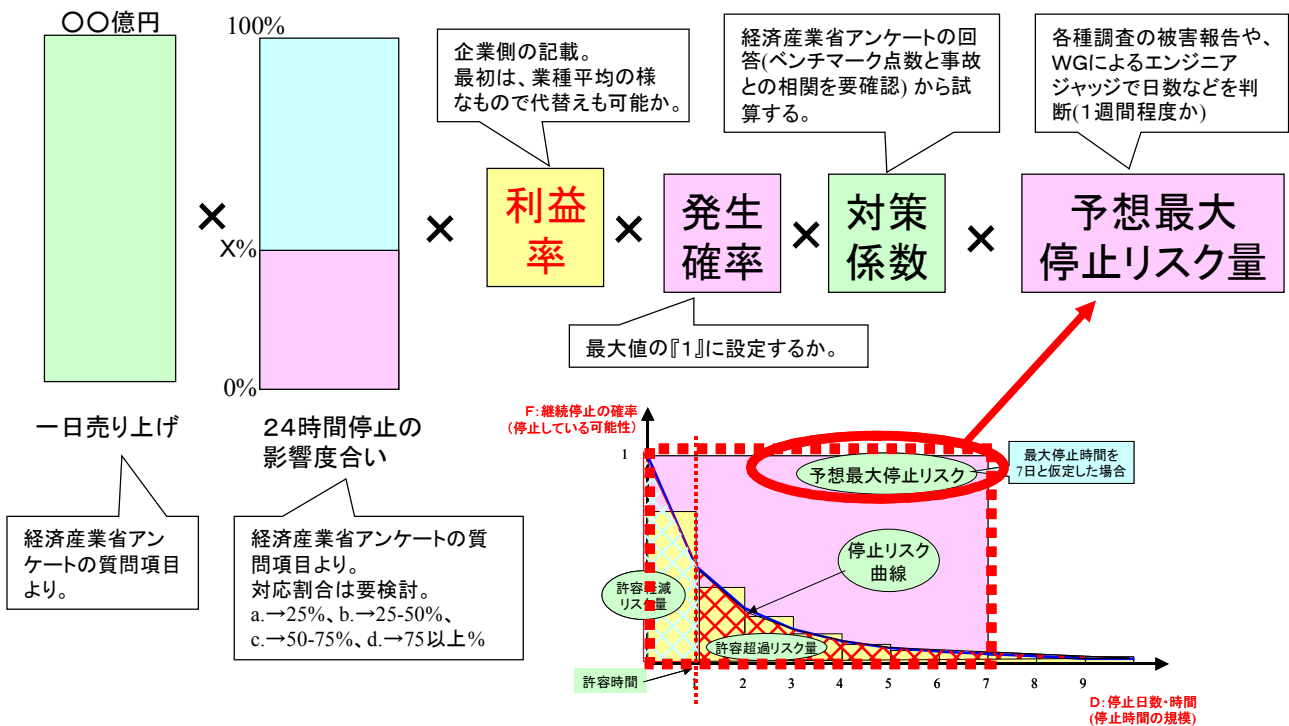 〇〇億円
100%
X%
0%
企業側の記載。
最初は、業種平均の様
なもので代替えも可能か。
経済産業省アンケートの回
答(ベンチマーク点数と事故
との相関を要確認) から試
算する。
各種調査の被害報告や、
WGによるエンジニア
ジャッジで日数などを判
断(1週間程度か)
×
×
利益
率
×
発生
確率
×
対策
係数
×
予想最大
停止リスク量
最大値の『1』に設定するか。
一日売り上げ
24時間停止の
影響度合い
経済産業省アン
ケートの質問項目
より。
経済産業省アンケートの質
問項目より。
対応割合は要検討。
a.→25%、b.→25-50%、
c.→50-75%、d.→75以上%
F:継続停止の確率
(停止している可能性)
1
予想最大停止リスク
最大停止時間を
7日と仮定した場合
停止リスク
曲線
許容軽減
リスク量
許容超過リスク量
許容時間
1 2 3 4 5 6 7 8 9
D:停止日数・時間
(停止時間の規模)